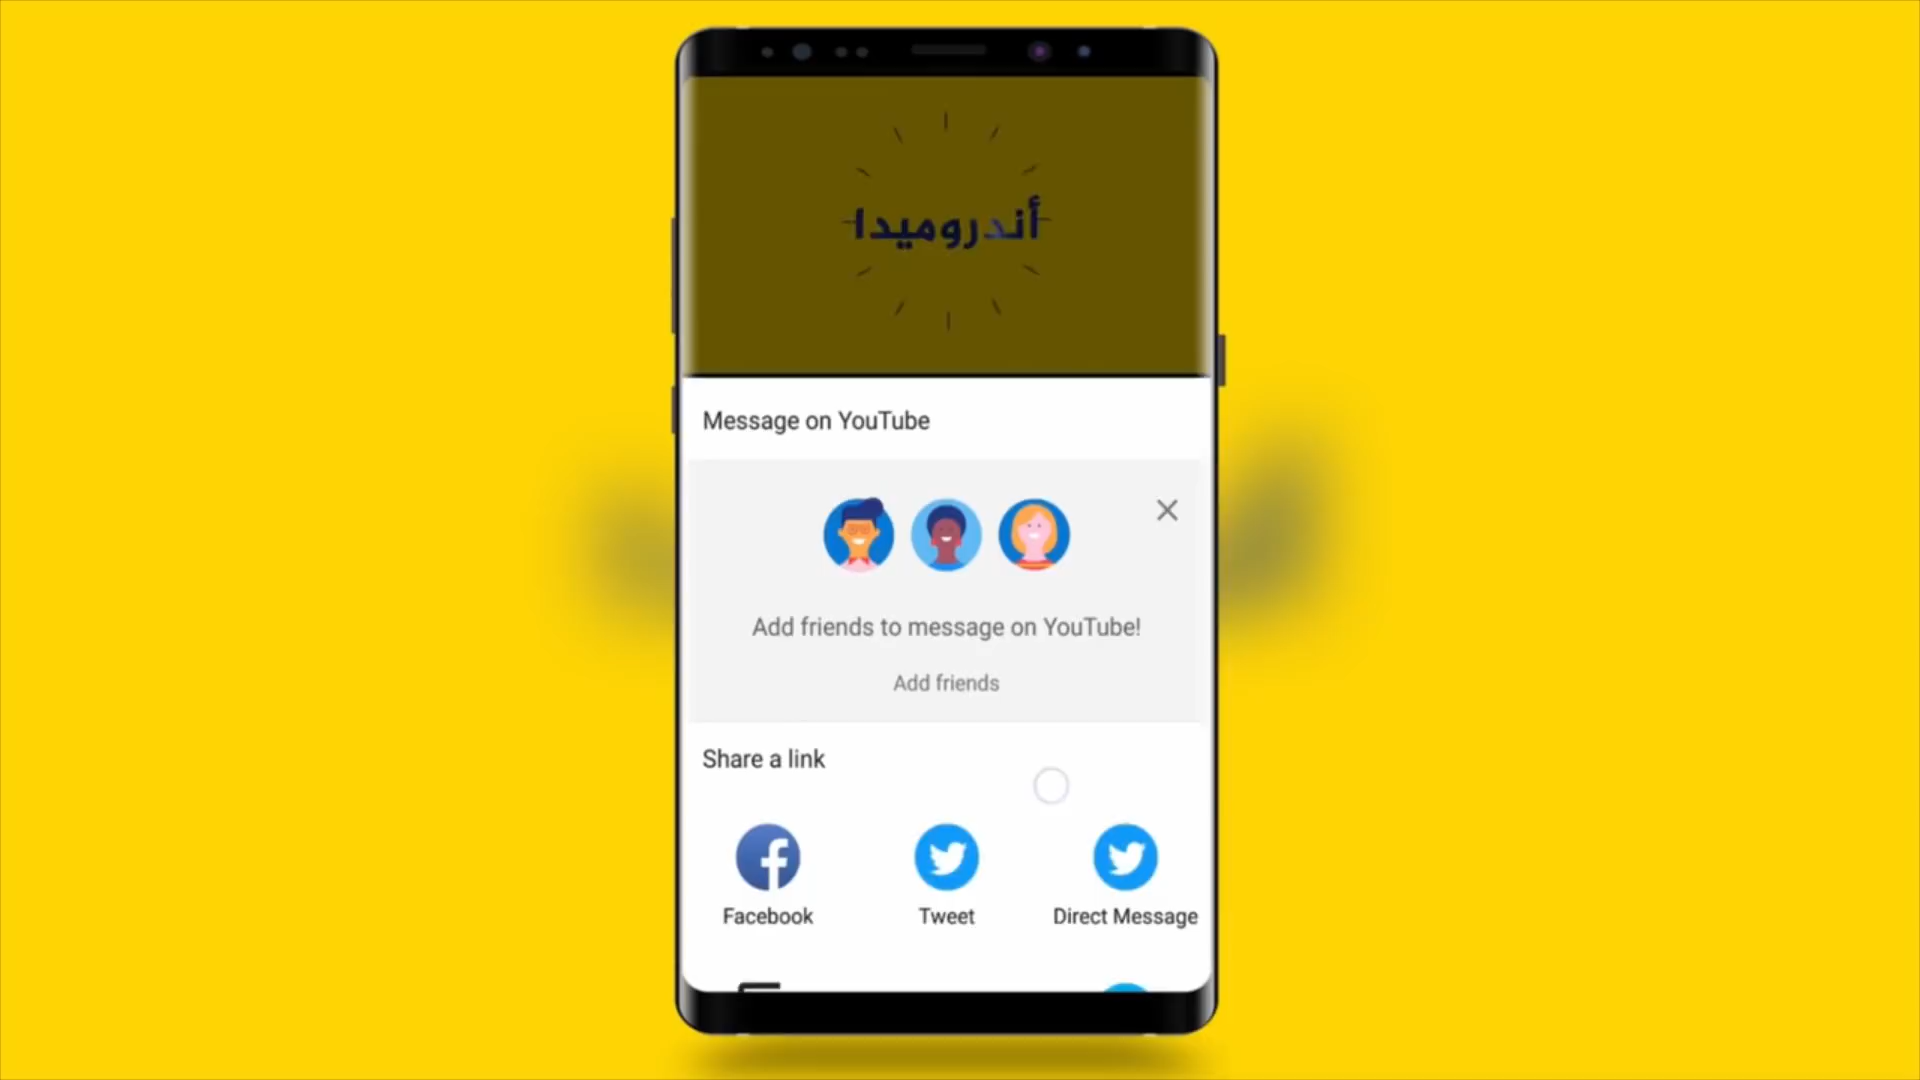 أندروميدا
Message on YouTube
Add friends to message on YouTube!
Add friends
Share a link
Facebook
Tweet
Direct Message